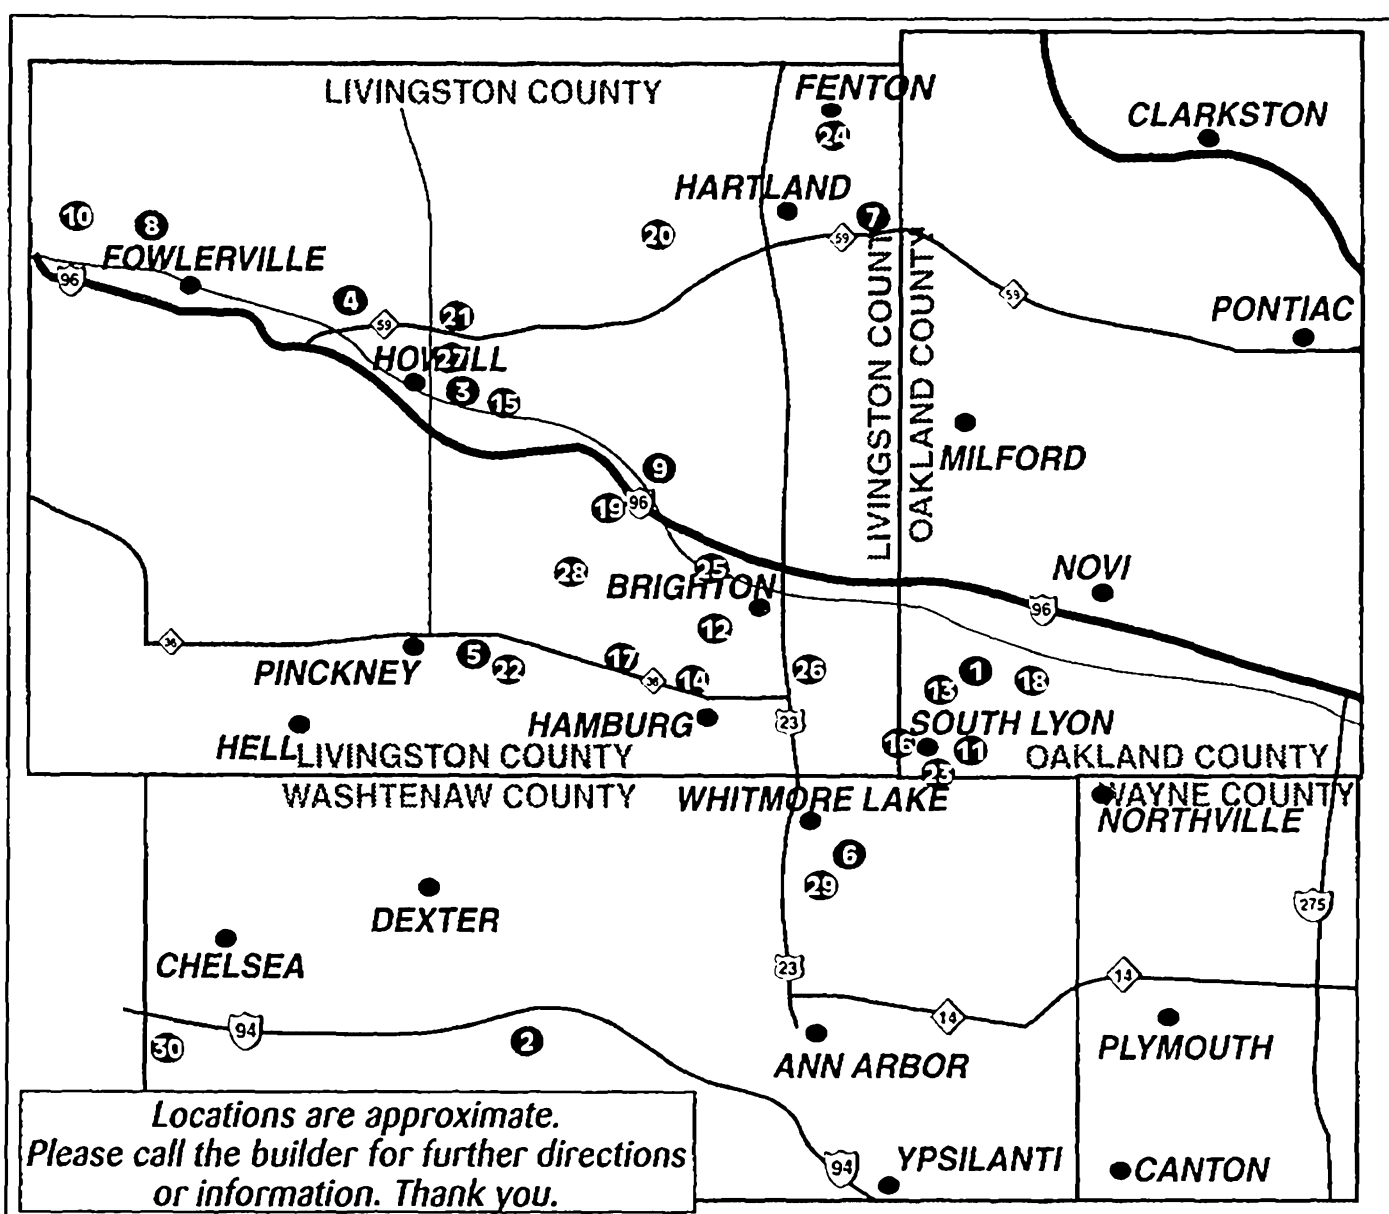 LIVINGSTON COUNTY
FENTON
24
CLARKSTON
HARTLAND
10
8
7
20
59
FOWLERVILLE
96
4
59
21
59
PONTIAC
HOWELL
27
3
15
LIVINGSTON COUNTY
OAKLAND COUNTY
MILFORD
9
19
96
28
25
BRIGHTON
NOVI
96
12
36
PINCKNEY
5
22
17
36
14
26
13
1
18
HAMBURG
23
SOUTH LYON
HELL
16
11
LIVINGSTON COUNTY
OAKLAND COUNTY
23
WASHTENAW COUNTY
WHITMORE LAKE
WAYNE COUNTY
NORTHVILLE
6
29
275
DEXTER
CHELSEA
23
14
94
14
30
2
ANN ARBOR
PLYMOUTH
Locations are approximate.
Please call the builder for further directions
or information. Thank you.
94
YPSILANTI
CANTON